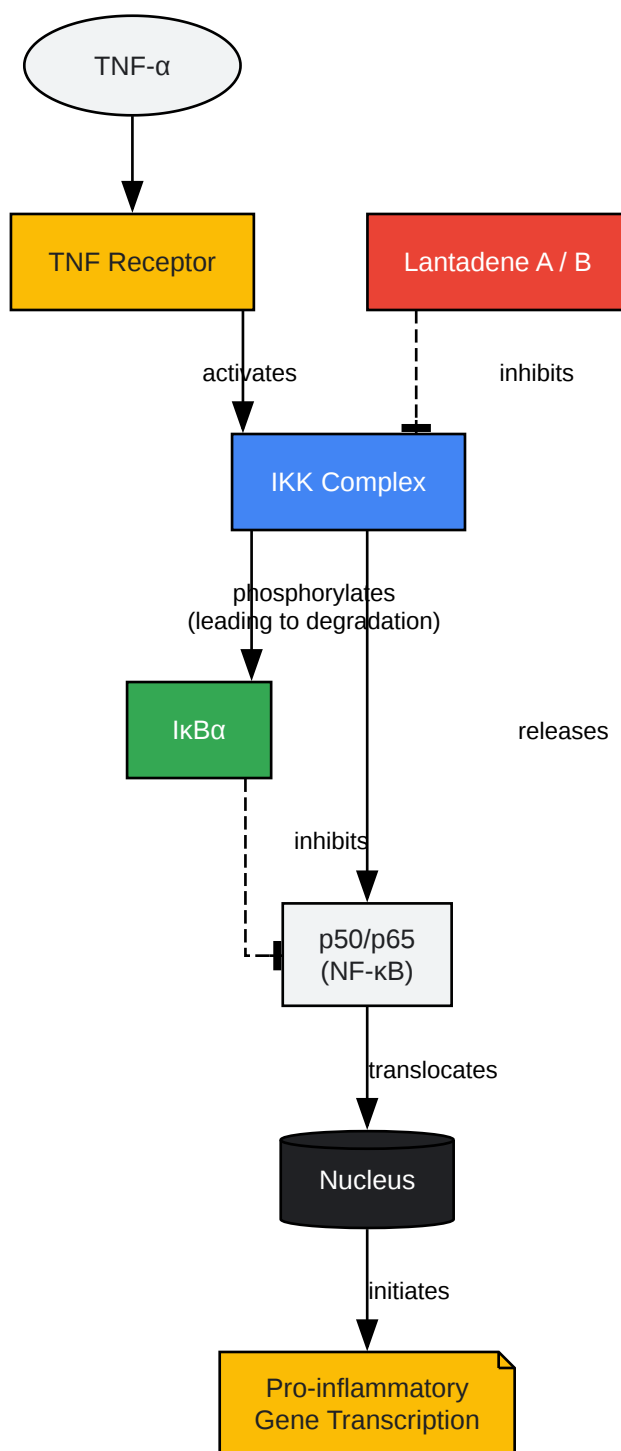 TNF-α
TNF Receptor
Lantadene A / B
activates
inhibits
IKK Complex
phosphorylates
(leading to degradation)
IκBα
releases
inhibits
p50/p65
(NF-κB)
translocates
Nucleus
initiates
Pro-inflammatory
Gene Transcription